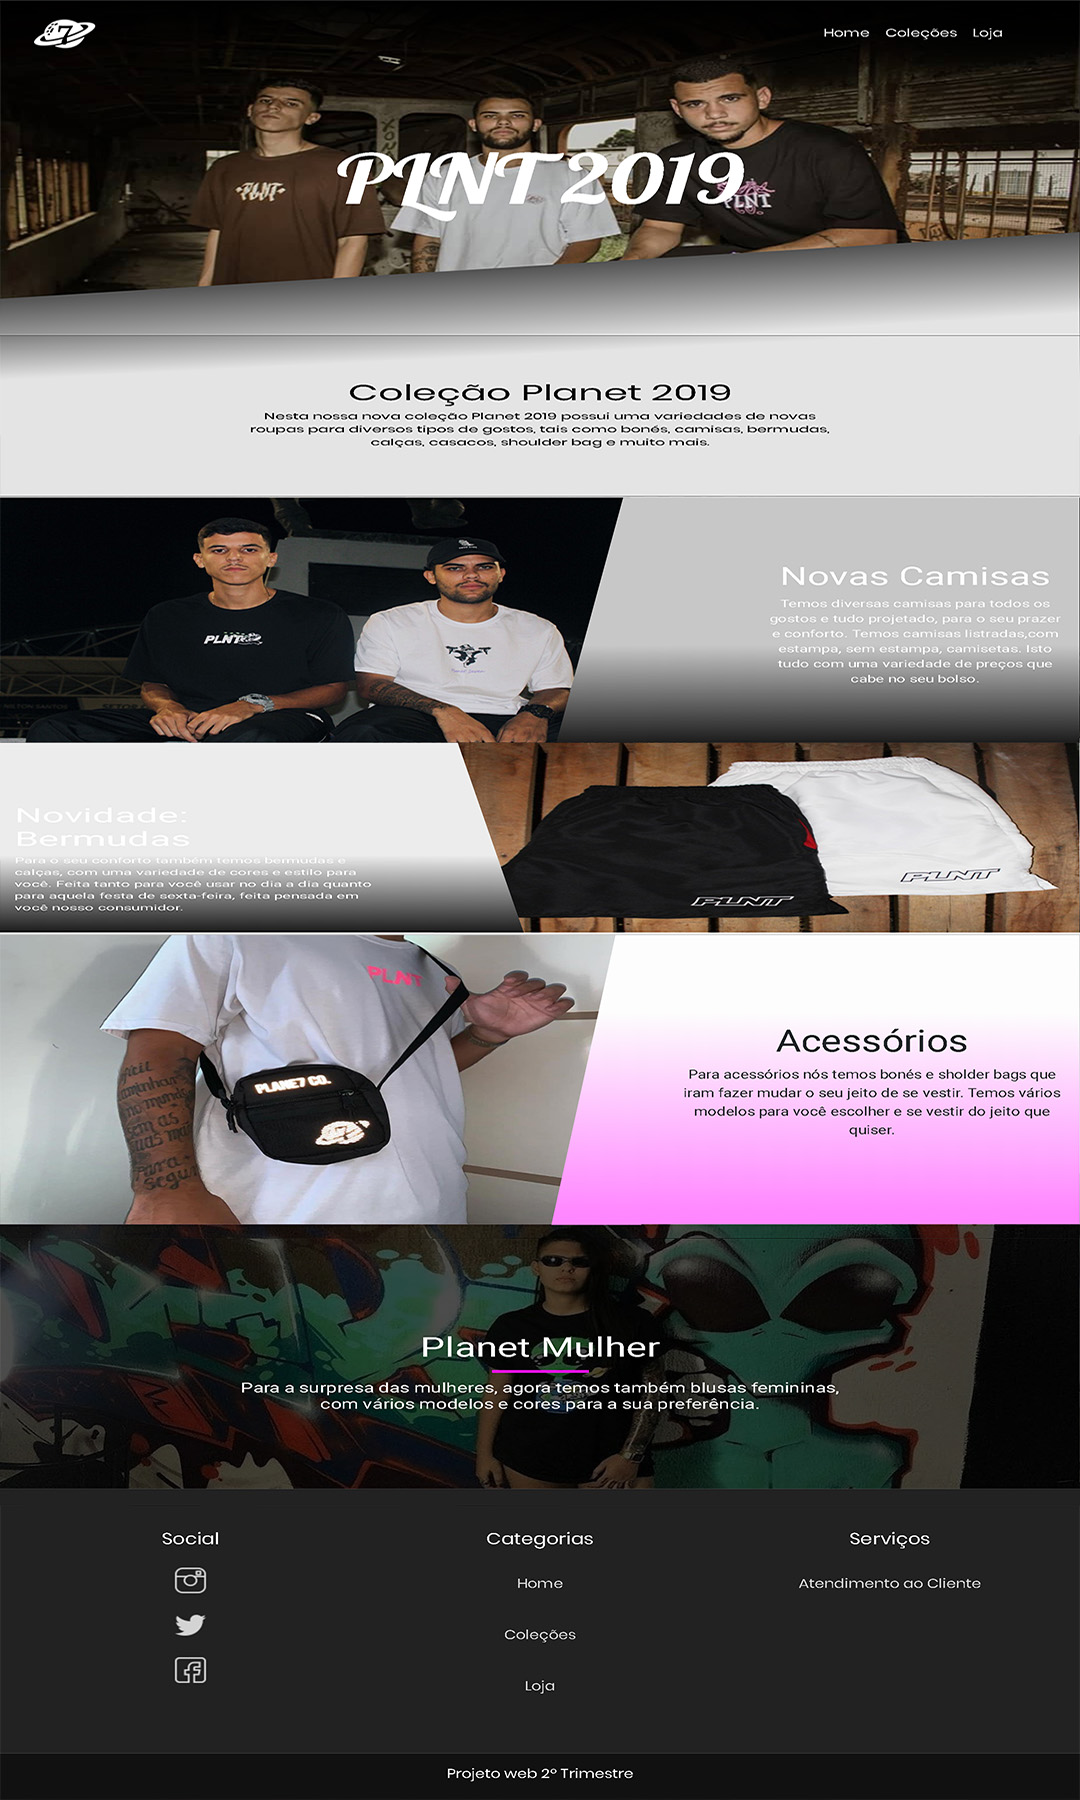 Home Coleções Loja
PLNT 2019
PLNT
PLNT
Coleção Planet 2019
Nesta nossa nova coleção Planet 2019 possui uma variedades de novas
roupas para diversos tipos de gostos, tais como bonés, camisas, bermudas,
calças, casacos, shoulder bag e muito mais.
Novas Camisas
Temos diversas camisas para todos os
gostos e tudo projetado, para o seu prazer
e conforto. Temos camisas listradas,com
estampa, sem estampa, camisetas. Isto
tudo com uma variedade de preços que
cabe no seu bolso.
PLNT
Novidade:
Bermudas
Para o seu conforto também temos bermudas e
calças, com uma variedade de cores e estilo para
você. Feita tanto para você usar no dia a dia quanto
para aquela festa de sexta-feira, feita pensada em
você nosso consumidor.
PLNT
PLNT
PLNT
PLANE7 CO.
Acessórios
Para acessórios nós temos bonés e sholder bags que
iram fazer mudar o seu jeito de se vestir. Temos vários
modelos para você escolher e se vestir do jeito que
quiser.
Planet Mulher
Para a surpresa das mulheres, agora temos também blusas femininas,
com vários modelos e cores para a sua preferência.
Social
Categorias
Home
Coleções
Loja
Serviços
Atendimento ao Cliente
Projeto web 2º Trimestre